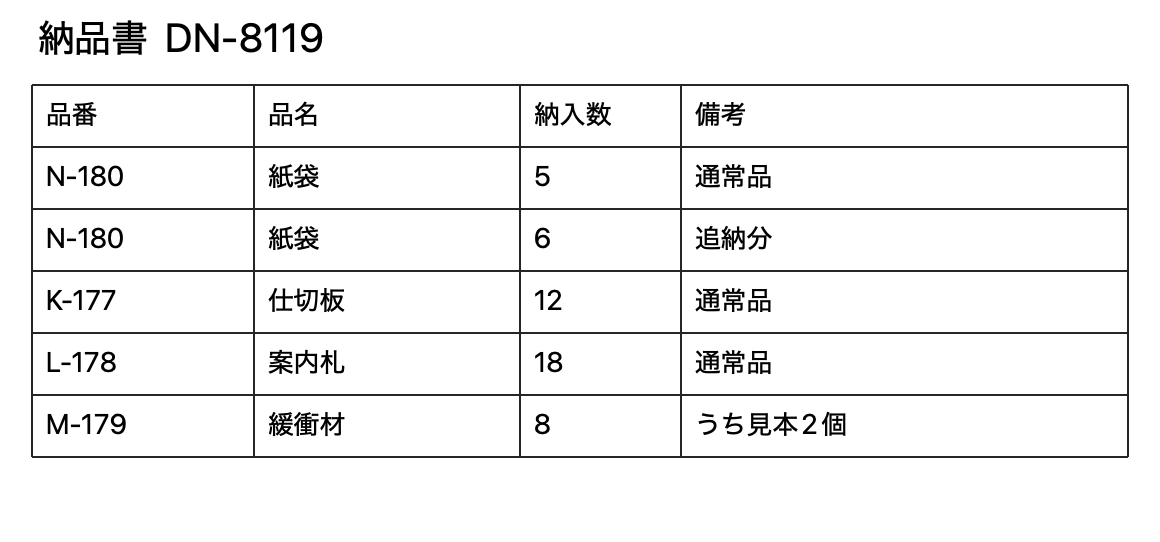 納品書 DN-8119
品番 品名 納入数 備考
N-180 紙袋 5 通常品
N-180 紙袋 6 追納分
K-177 仕切板 12 通常品
L-178 案内札 18 通常品
M-179 緩衝材 8 うち見本2個